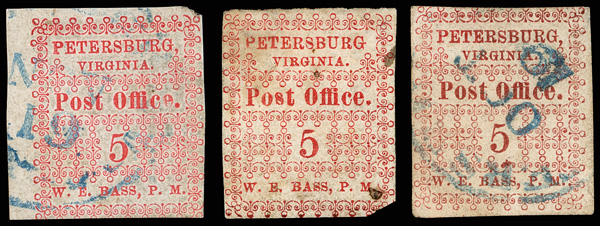 PETERSBURG,
VIRGINIA.
Post Office.
5
W. E. BASS, P. M.
PETERSBURG
VIRGINIA.
Post Office.
5
W. E. BASS, P. M
PETERSBURG,
VIRGINIA.
Post Office.
5
W. E. BASS, P. M.